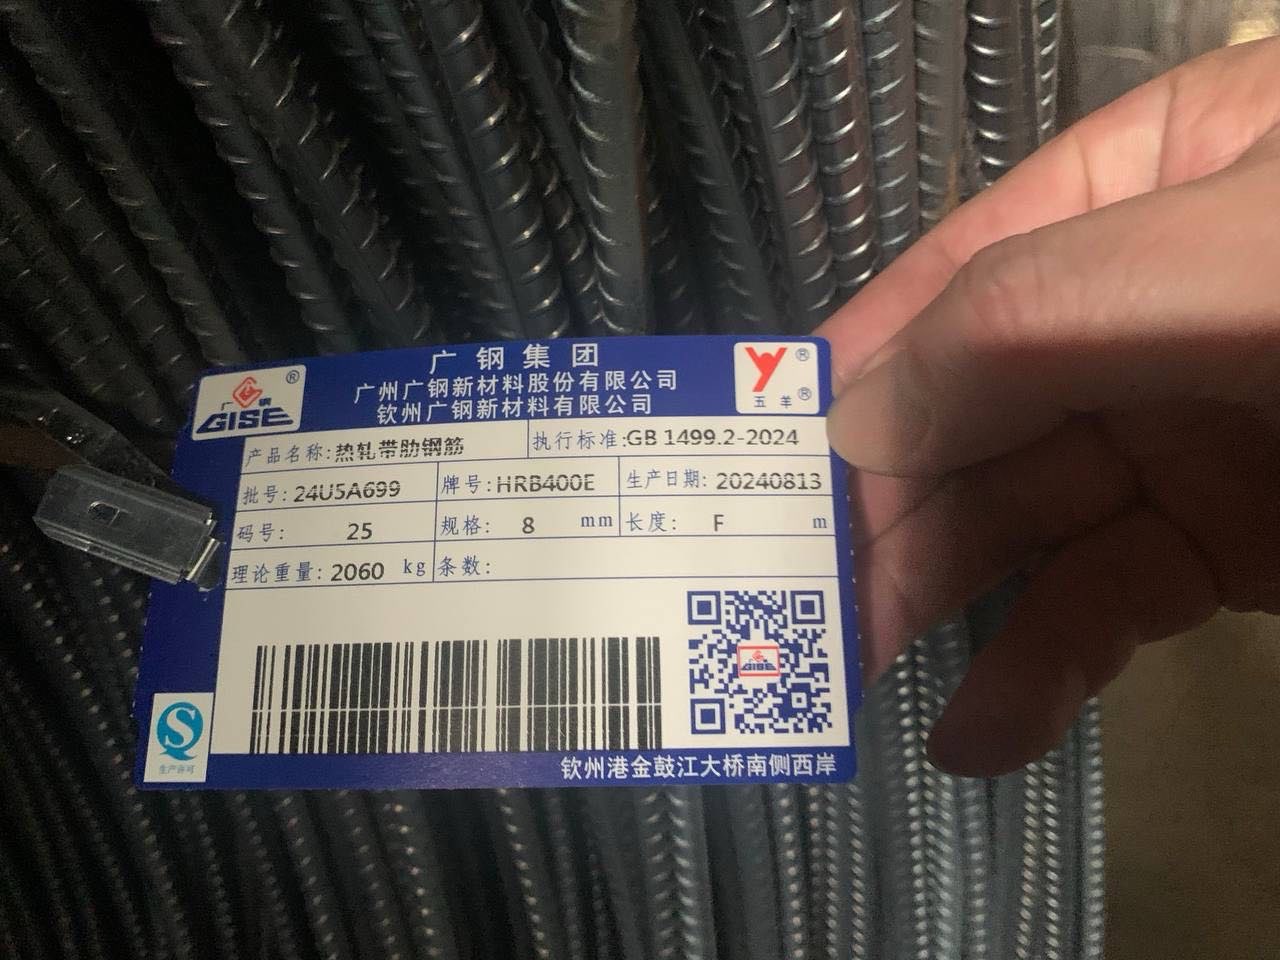 广钢集团
广州广钢新材料股份有限公司
钦州广钢新材料有限公司
广钢 ®
GISE
® ®
五羊
产品名称:热轧带肋钢筋 执行标准:GB 1499.2-2024
批号:24U5A699 牌号:HRB400E 生产日期:20240813
码号: 25 规格: 8 mm 长度: F m
理论重量:2060 kg 条数:
GISE
S
生产许可
钦州港金鼓江大桥南侧西岸